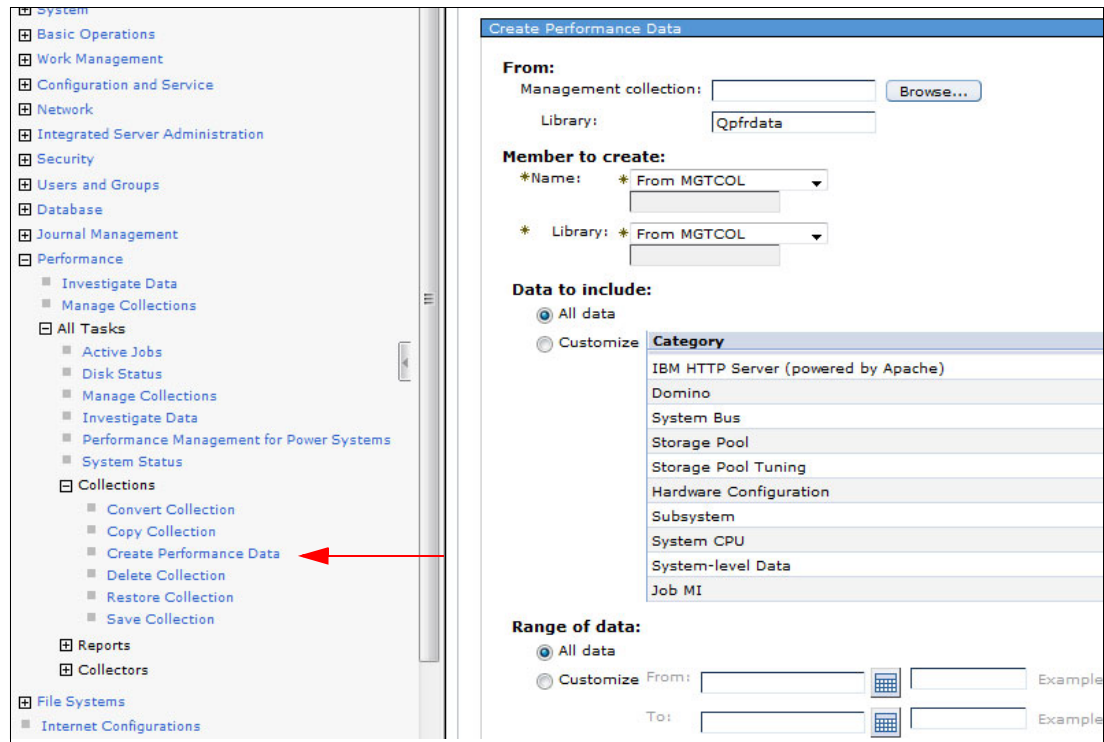 System
Basic Operations
Work Management
Configuration and Service
Network
Integrated Server Administration
Security
Users and Groups
Database
Journal Management
Performance
Investigate Data
Manage Collections
All Tasks
Active Jobs
Disk Status
Manage Collections
Investigate Data
Performance Management for Power Systems
System Status
Collections
Convert Collection
Copy Collection
Create Performance Data
Delete Collection
Restore Collection
Save Collection
Reports
Collectors
File Systems
Internet Configurations
Create Performance Data
From:
Management collection: Browse...
Library: Qpfrdata
Member to create:
*Name: * From MGTCOL
* Library: * From MGTCOL
Data to include:
All data
Customize Category
IBM HTTP Server (powered by Apache)
Domino
System Bus
Storage Pool
Storage Pool Tuning
Hardware Configuration
Subsystem
System CPU
System-level Data
Job MI
Range of data:
All data
Customize From: Example
To: Example